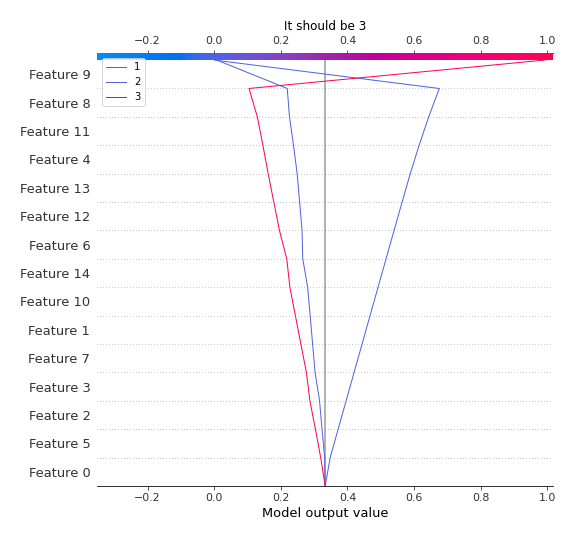 It should be 3
−0.2 0.0 0.2 0.4 0.6 0.8 1.0
1
2
3
Feature 9
Feature 8
Feature 11
Feature 4
Feature 13
Feature 12
Feature 6
Feature 14
Feature 10
Feature 1
Feature 7
Feature 3
Feature 2
Feature 5
Feature 0
−0.2 0.0 0.2 0.4 0.6 0.8 1.0
Model output value